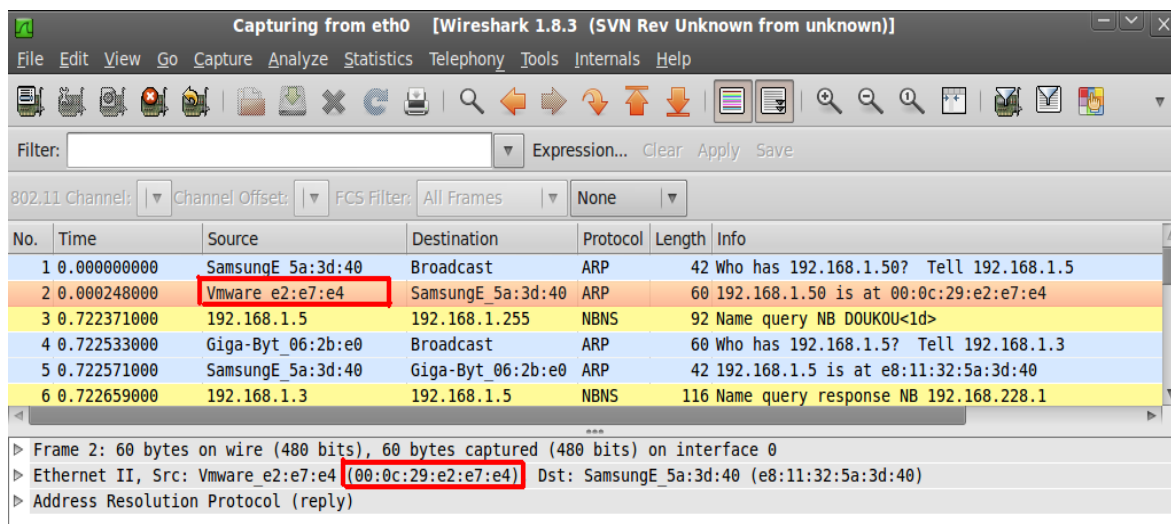 Capturing from eth0 [Wireshark 1.8.3 (SVN Rev Unknown from unknown)]
File Edit View Go Capture Analyze Statistics Telephony Tools Internals Help
Filter: Expression... Clear Apply Save
802.11 Channel: Channel Offset: FCS Filter: All Frames None
No. Time Source Destination Protocol Length Info
1 0.000000000 SamsungE_5a:3d:40 Broadcast ARP 42 Who has 192.168.1.50? Tell 192.168.1.5
2 0.000248000 Vmware_e2:e7:e4 SamsungE_5a:3d:40 ARP 60 192.168.1.50 is at 00:0c:29:e2:e7:e4
3 0.722371000 192.168.1.5 192.168.1.255 NBNS 92 Name query NB DOUKOU<1d>
4 0.722533000 Giga-Byt_06:2b:e0 Broadcast ARP 60 Who has 192.168.1.5? Tell 192.168.1.3
5 0.722571000 SamsungE_5a:3d:40 Giga-Byt_06:2b:e0 ARP 42 192.168.1.5 is at e8:11:32:5a:3d:40
6 0.722659000 192.168.1.3 192.168.1.5 NBNS 116 Name query response NB 192.168.228.1
Frame 2: 60 bytes on wire (480 bits), 60 bytes captured (480 bits) on interface 0
Ethernet II, Src: Vmware_e2:e7:e4 (00:0c:29:e2:e7:e4) Dst: SamsungE_5a:3d:40 (e8:11:32:5a:3d:40)
Address Resolution Protocol (reply)